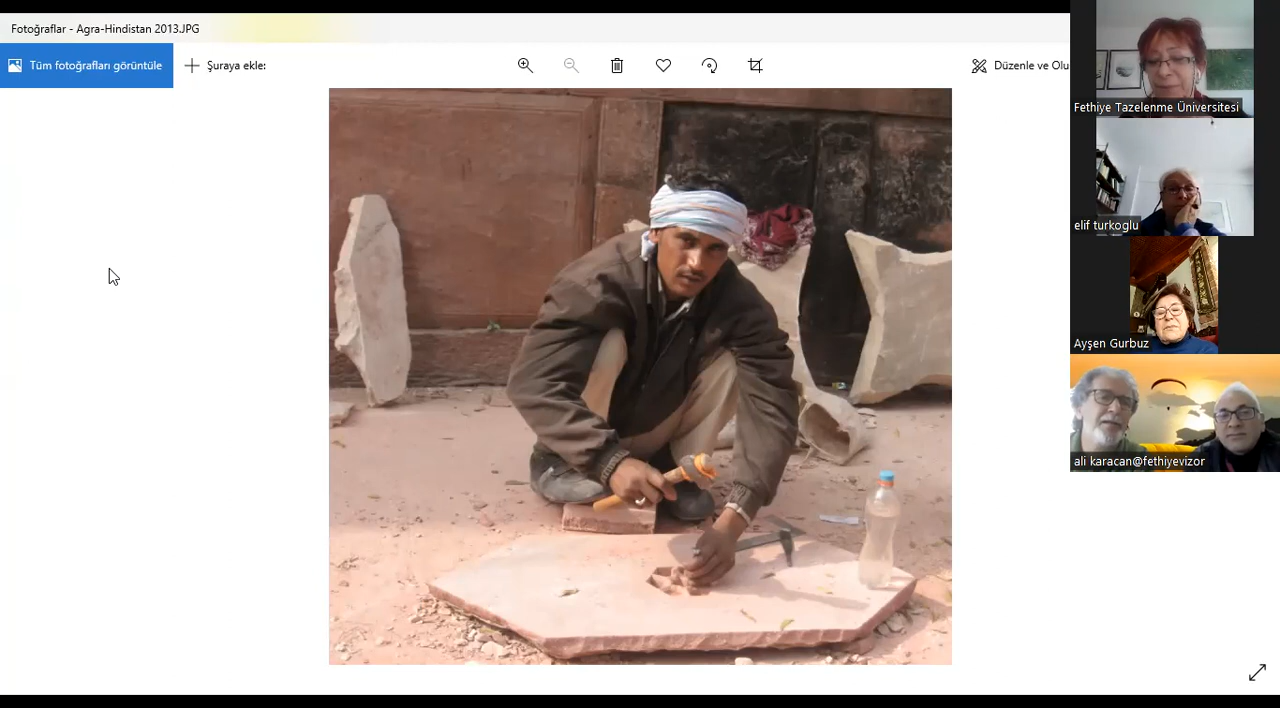 Fotoğraflar - Agra-Hindistan 2013.JPG
Tüm fotoğrafları görüntüle
Şuraya ekle:
Düzenle ve Olu
Fethiye Tazelenme Üniversitesi
elif turkoglu
Ayşen Gurbuz
ali karacan@fethiyevizor